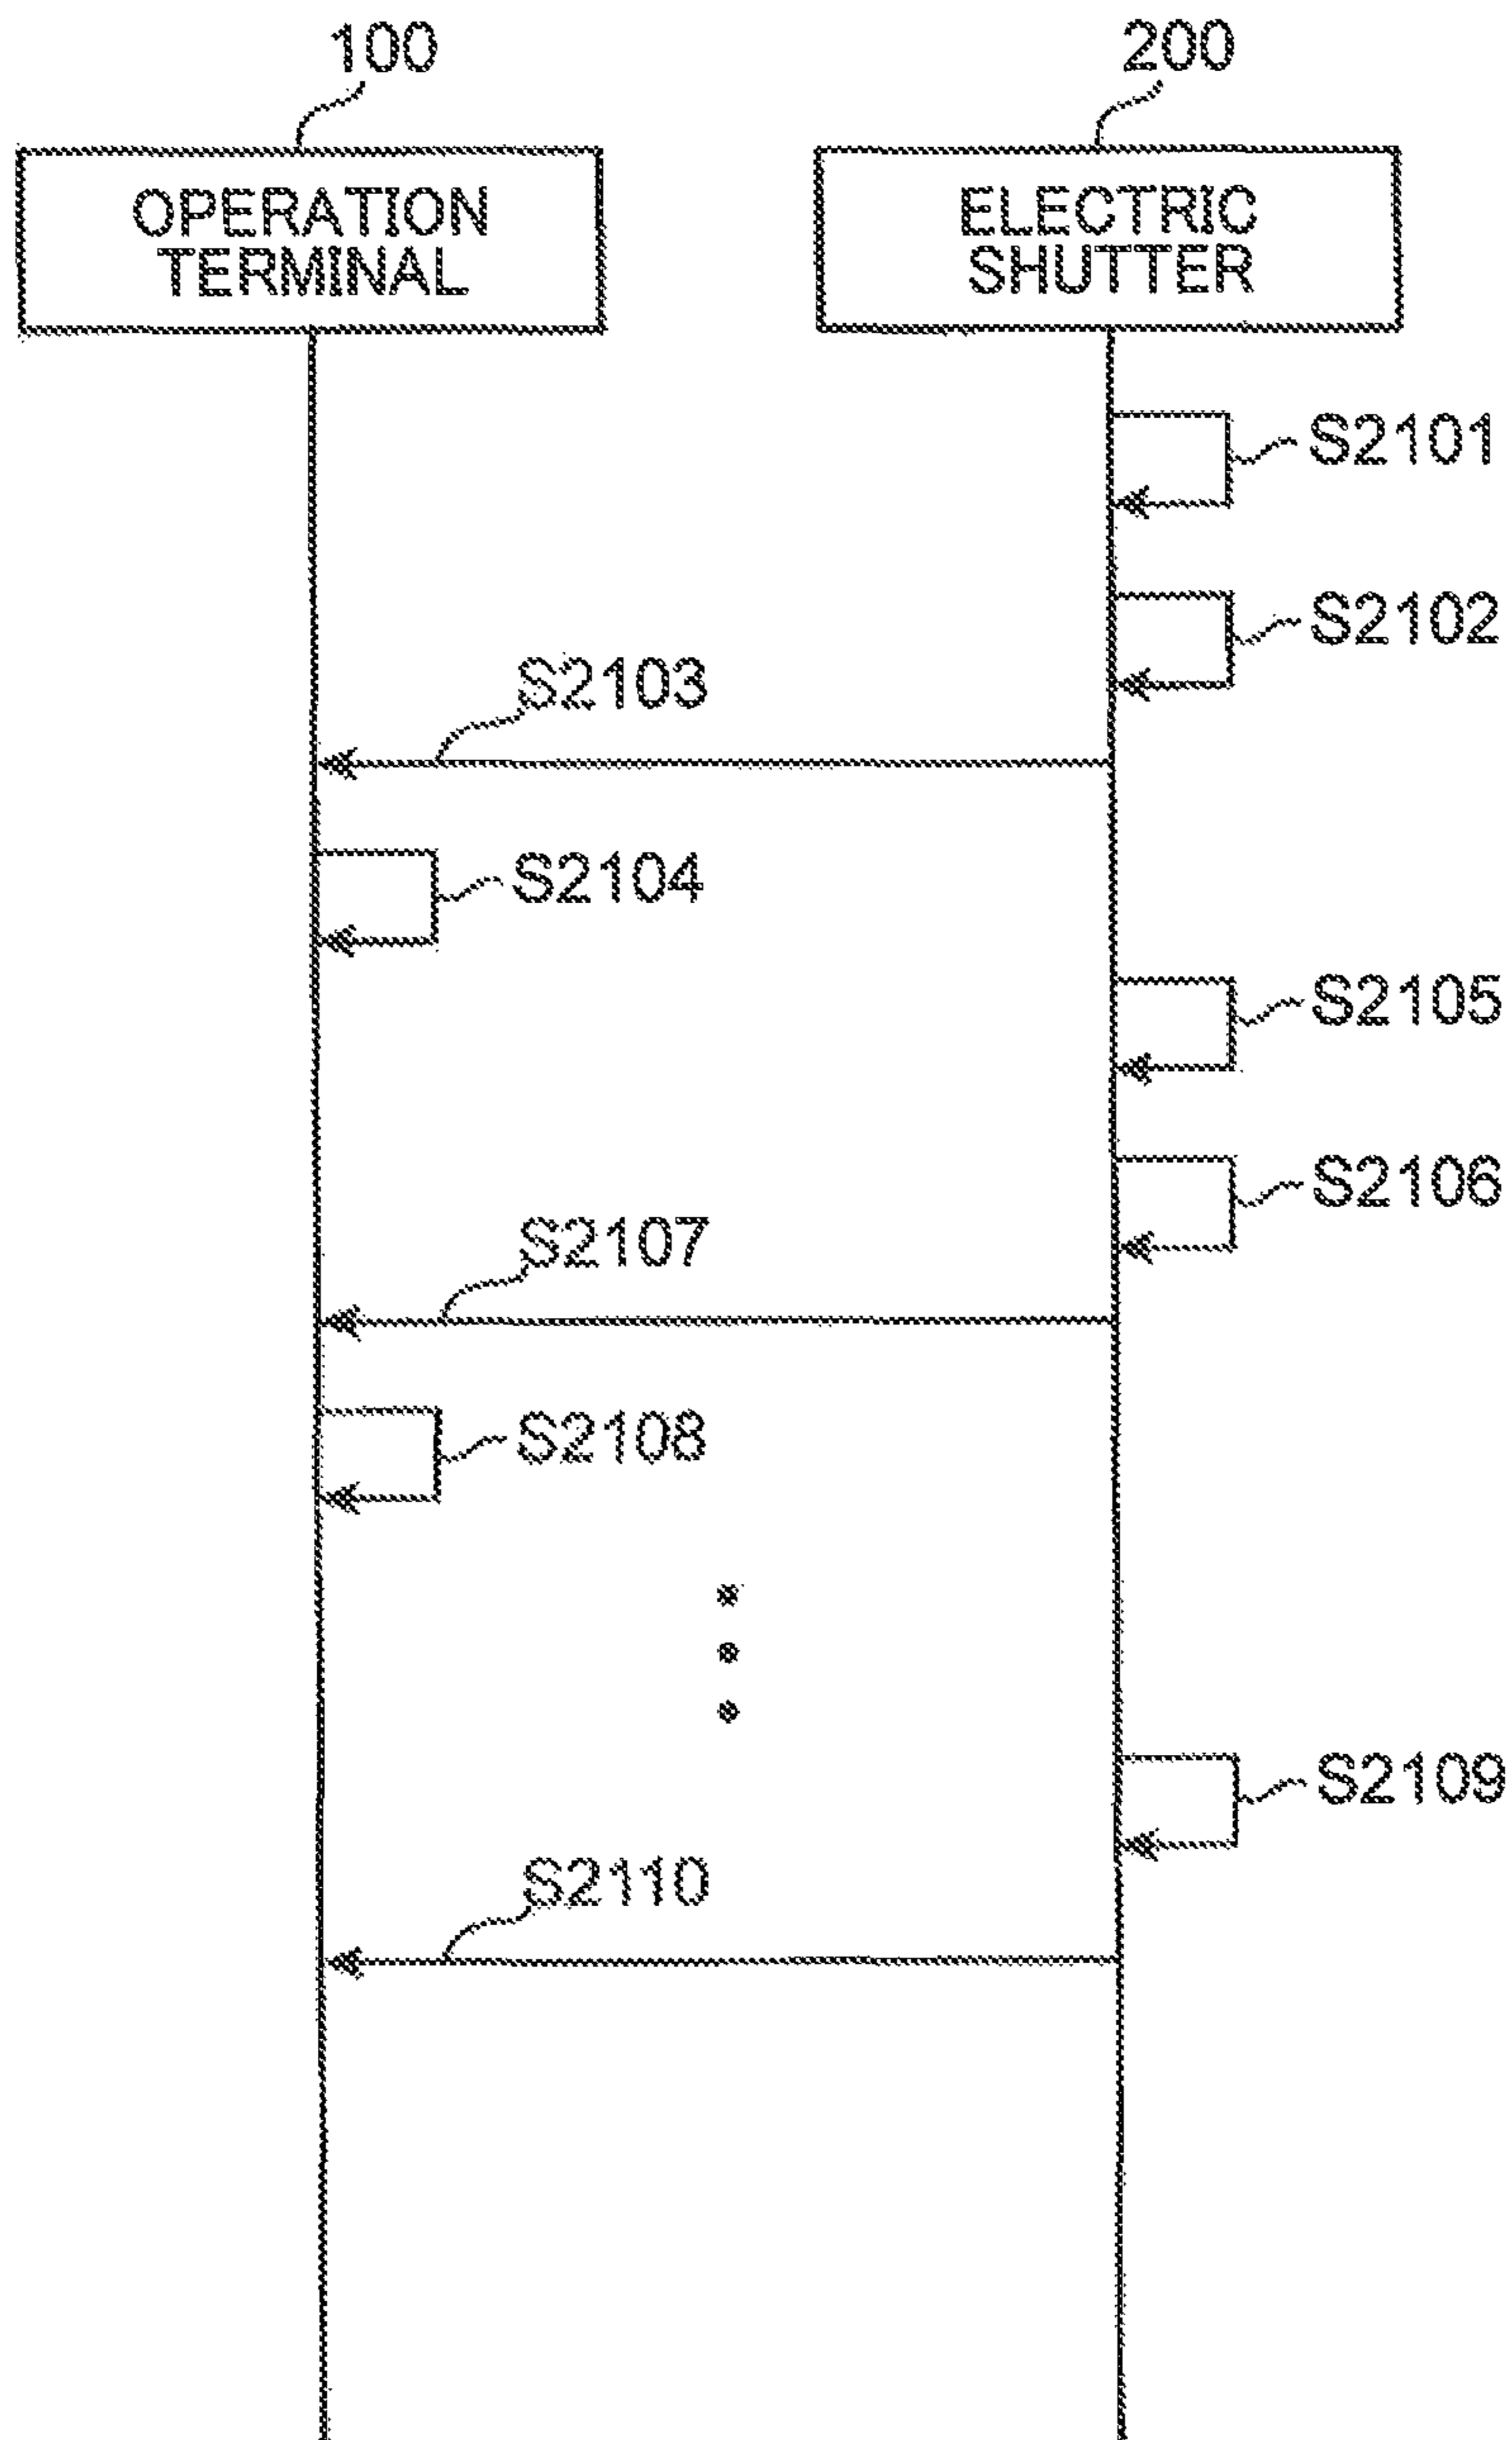 100
200
OPERATION
TERMINAL
ELECTRIC
SHUTTER
S2101
S2102
S2103
S2104
S2105
S2106
S2107
S2108
S2109
S2110